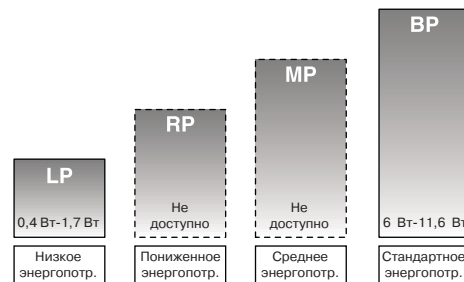 LP
0,4 Вт-1,7 Вт
Низкое
энергопотр.
RP
Не
доступно
Пониженное
энергопотр.
MP
Не
доступно
Среднее
энергопотр.
BP
6 Вт-11,6 Вт
Стандартное
энергопотр.